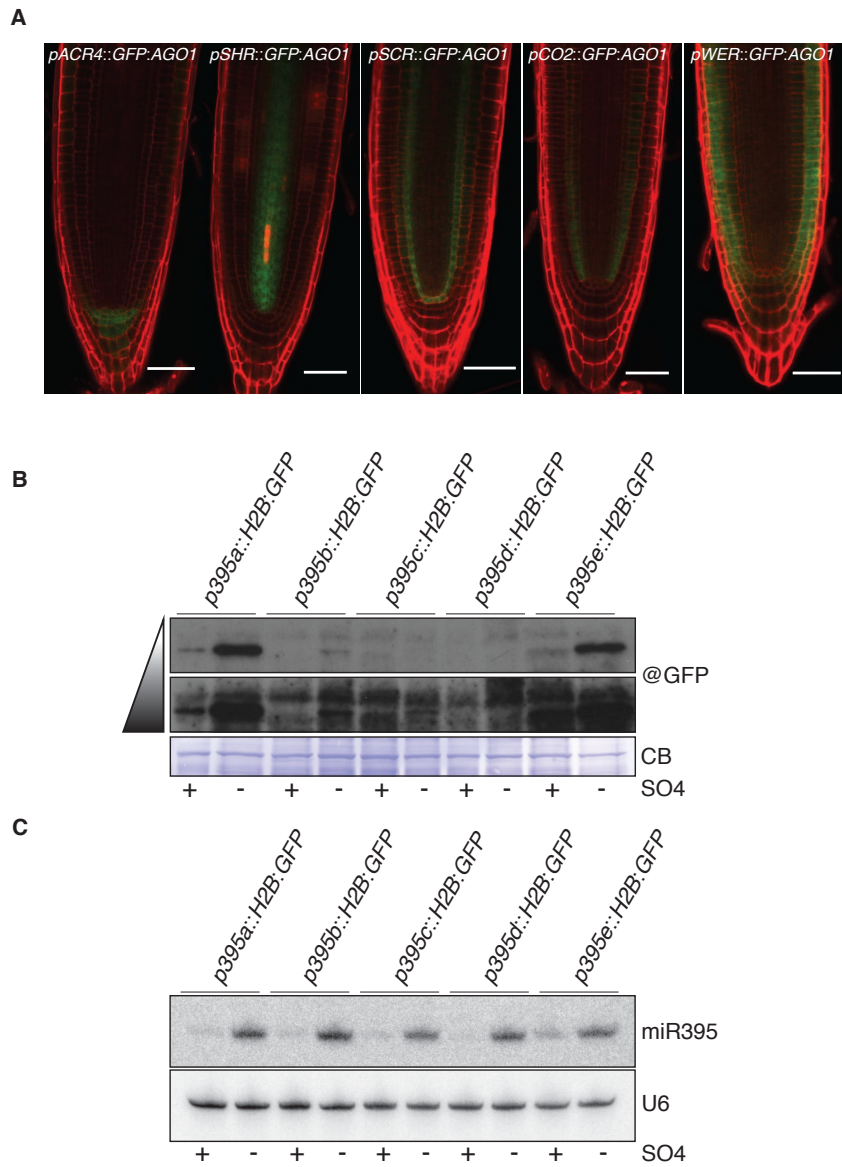 A
pACR4::GFP:AGO1 pSHR::GFP:AGO1 pSCR::GFP:AGO1 pCO2::GFP:AGO1 pWER::GFP:AGO1
B
p395a::H2B:GFP p395b::H2B:GFP p395c::H2B:GFP p395d::H2B:GFP p395e::H2B:GFP
@GFP
CB
+ - + - + - + - + - SO4
C
p395a::H2B:GFP p395b::H2B:GFP p395c::H2B:GFP p395d::H2B:GFP p395e::H2B:GFP
miR395
U6
+ - + - + - + - + - SO4